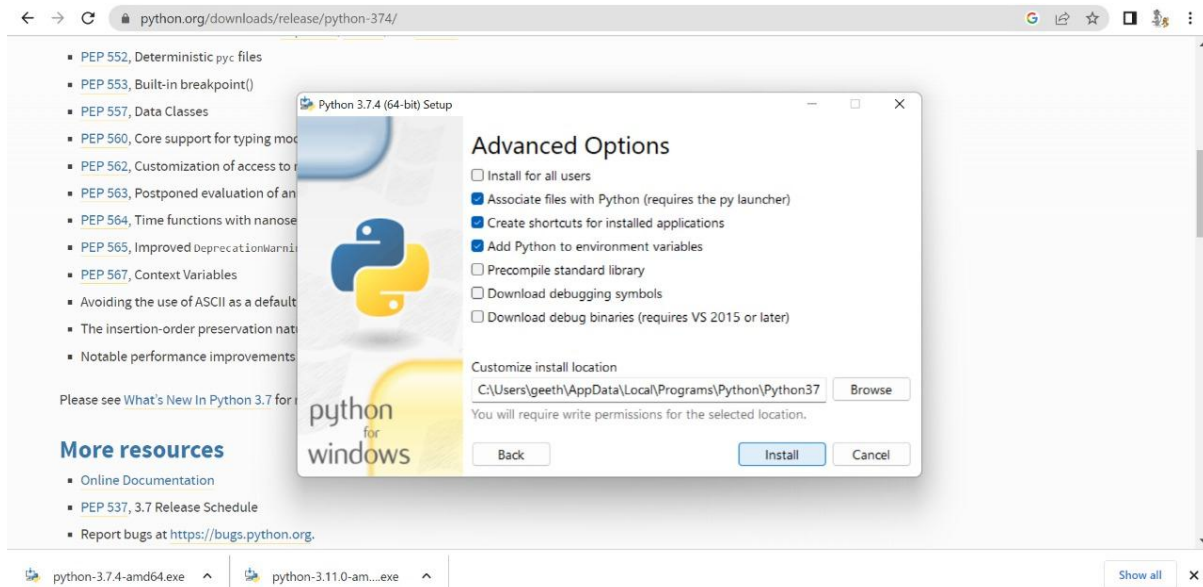 python.org/downloads/release/python-374/
PEP 552, Deterministic pyc files
PEP 553, Built-in breakpoint()
PEP 557, Data Classes
PEP 560, Core support for typing mod
PEP 562, Customization of access to
PEP 563, Postponed evaluation of an
PEP 564, Time functions with nanose
PEP 565, Improved DeprecationWarni
PEP 567, Context Variables
Avoiding the use of ASCII as a default
The insertion-order preservation nat
Notable performance improvements
Please see What's New In Python 3.7 for
More resources
Online Documentation
PEP 537, 3.7 Release Schedule
Report bugs at https://bugs.python.org.
Python 3.7.4 (64-bit) Setup
Advanced Options
Install for all users
Associate files with Python (requires the py launcher)
Create shortcuts for installed applications
Add Python to environment variables
Precompile standard library
Download debugging symbols
Download debug binaries (requires VS 2015 or later)
Customize install location
C:\Users\geeth\AppData\Local\Programs\Python\Python37
Browse
You will require write permissions for the selected location.
python
for
windows
Back
Install
Cancel
python-3.7.4-amd64.exe
python-3.11.0-am....exe
Show all